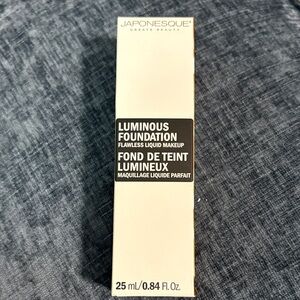 JAPONESQUE®
CREATE BEAUTY
LUMINOUS
FOUNDATION
FLAWLESS LIQUID MAKEUP
FOND DE TEINT
LUMINEUX
MAQUILLAGE LIQUIDE PARFAIT
25 mL/0.84 Fl. Oz.